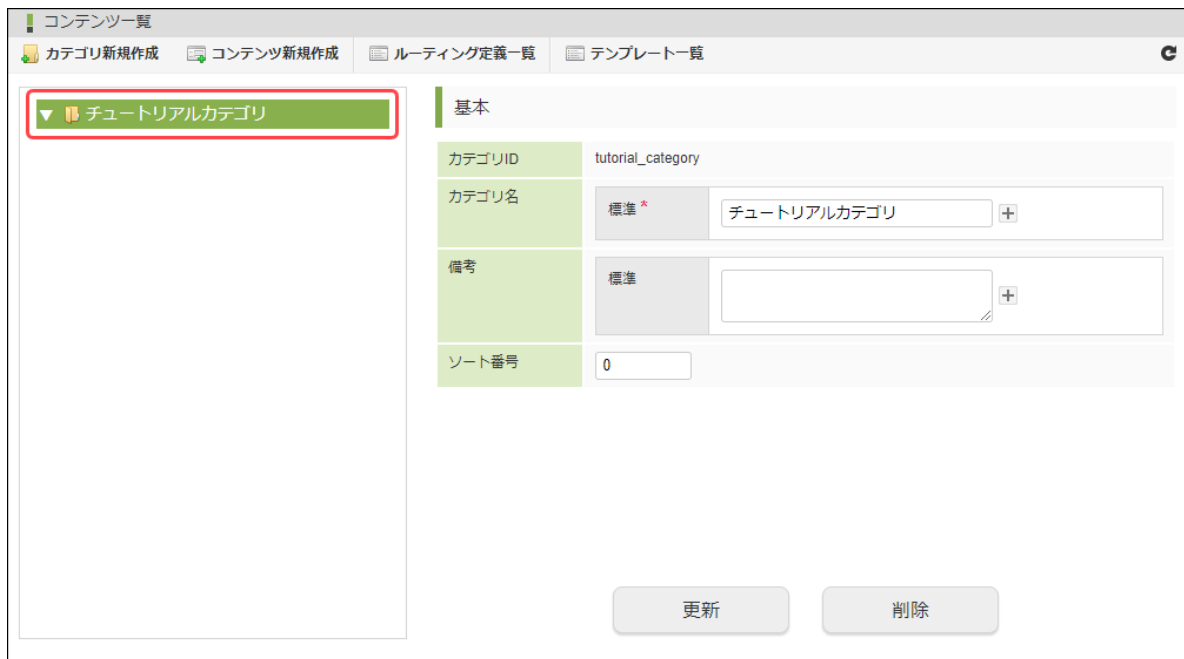 コンテンツ一覧
カテゴリ新規作成 コンテンツ新規作成 ルーティング定義一覧 テンプレート一覧
チュートリアルカテゴリ
基本
カテゴリID tutorial_category
カテゴリ名 標準* チュートリアルカテゴリ
備考 標準
ソート番号 0
更新 削除